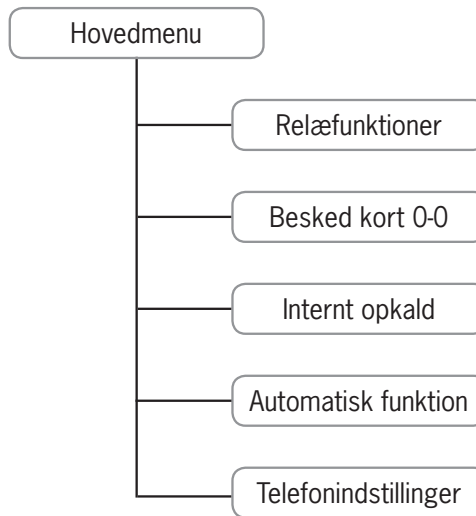 Hovedmenu
Relæfunktioner
Besked kort 0-0
Internt opkald
Automatisk funktion
Telefonindstillinger